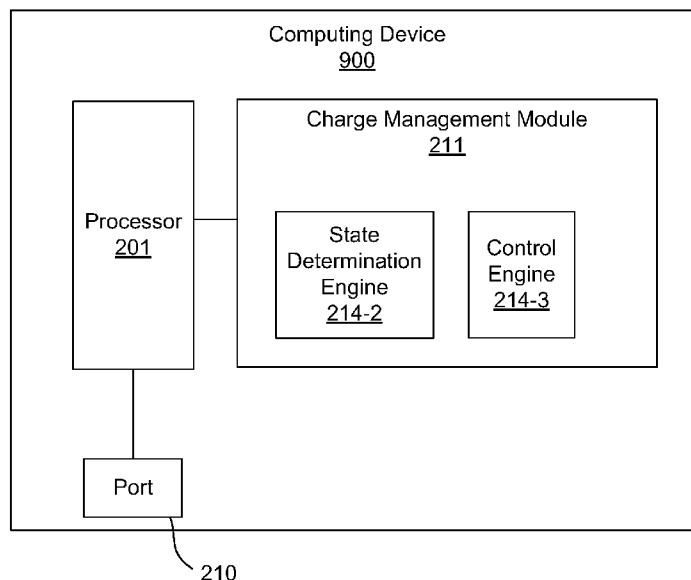 Computing Device
900
Charge Management Module
211
Processor
201
State
Determination
Engine
214-2
Control
Engine
214-3
Port
210